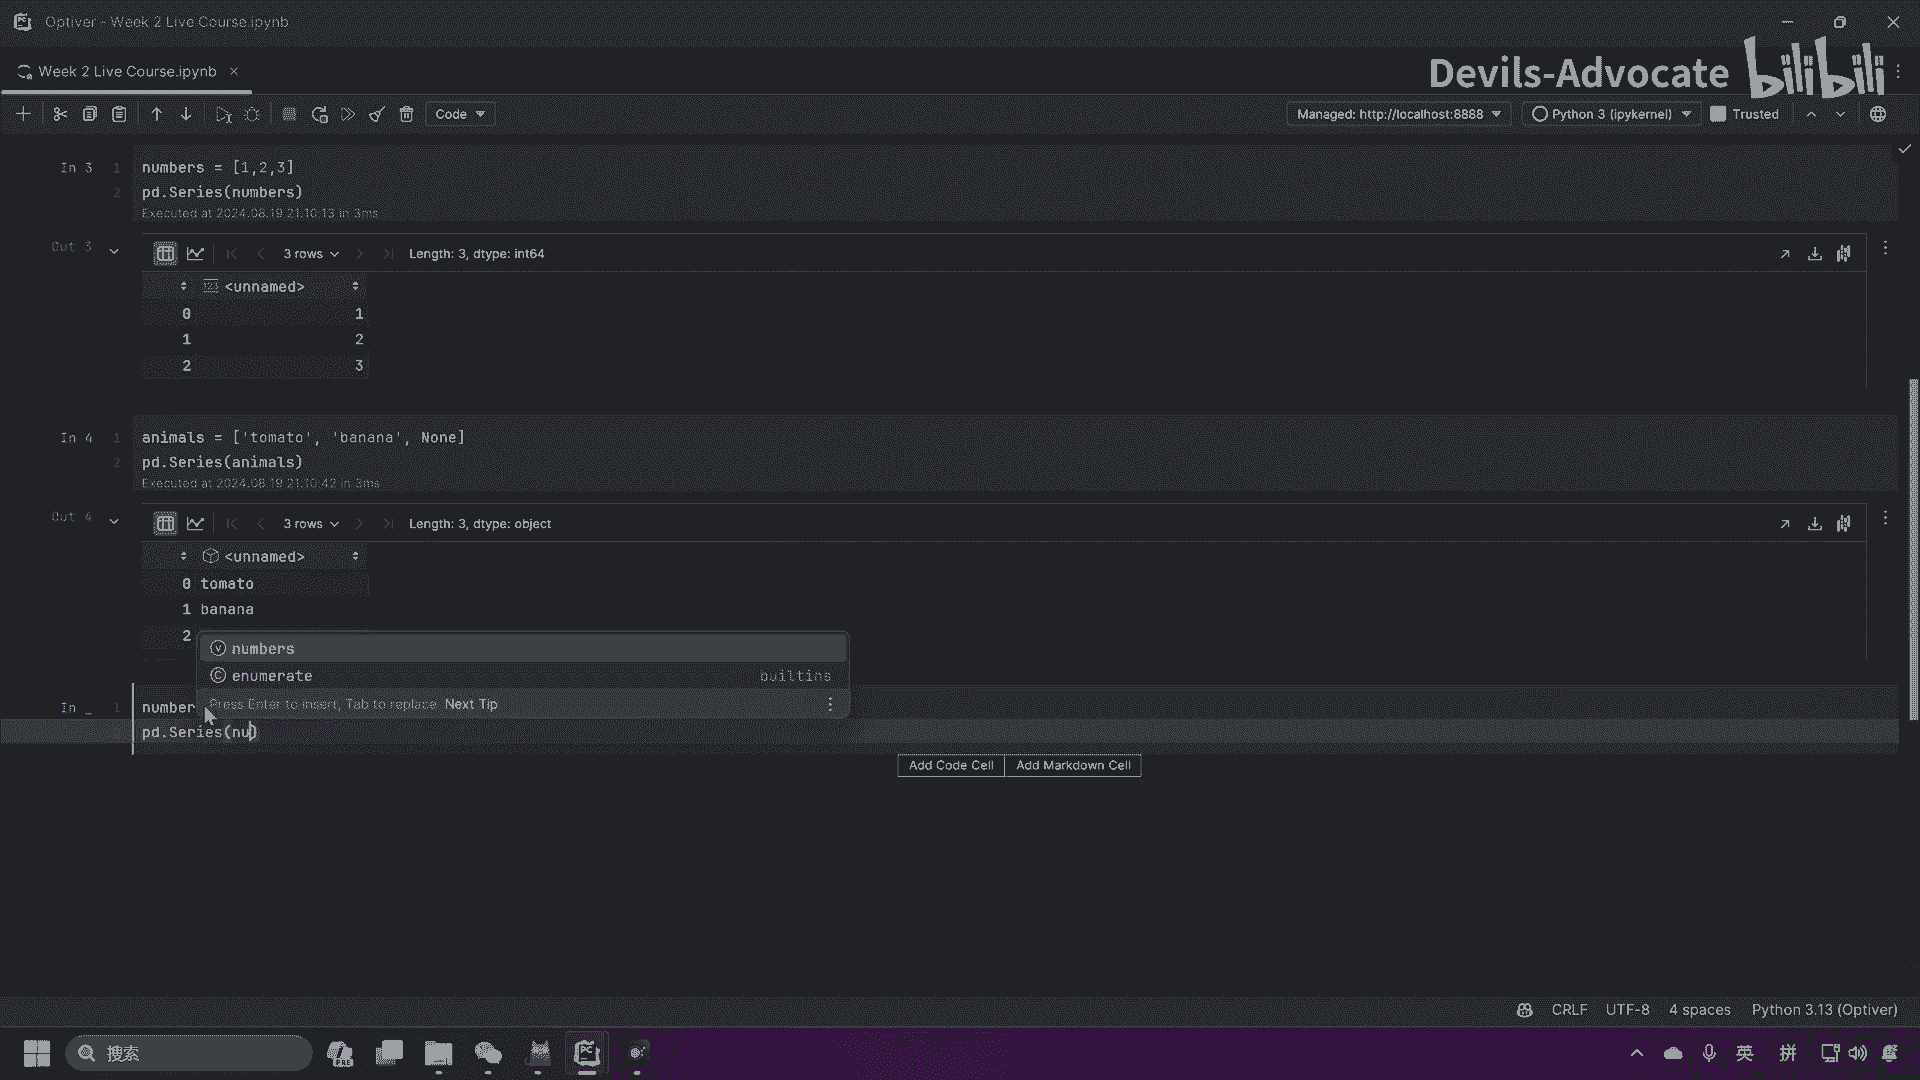 Optiver - Week 2 Live Course.ipynb
Week 2 Live Course.ipynb
Devils-Advocate bilibili
Code
Managed: http://localhost:8888
Python 3 (ipykernel)
Trusted
In 3
1 numbers = [1,2,3]
2 pd.Series(numbers)
Executed at 2024.08.19 21:10:13 in 3ms
Out 3
3 rows
Length: 3, dtype: int64
<unnamed>
0 1
1 2
2 3
In 4
1 animals = ['tomato', 'banana', None]
2 pd.Series(animals)
Executed at 2024.08.19 21:10:42 in 3ms
Out 4
3 rows
Length: 3, dtype: object
<unnamed>
0 tomato
1 banana
2
numbers
enumerate builtins
Press Enter to insert, Tab to replace Next Tip
In _
1 number
2 pd.Series(nu)
Add Code Cell
Add Markdown Cell
CRLF
UTF-8
4 spaces
Python 3.13 (Optiver)
搜索
PRE
PC
英
拼